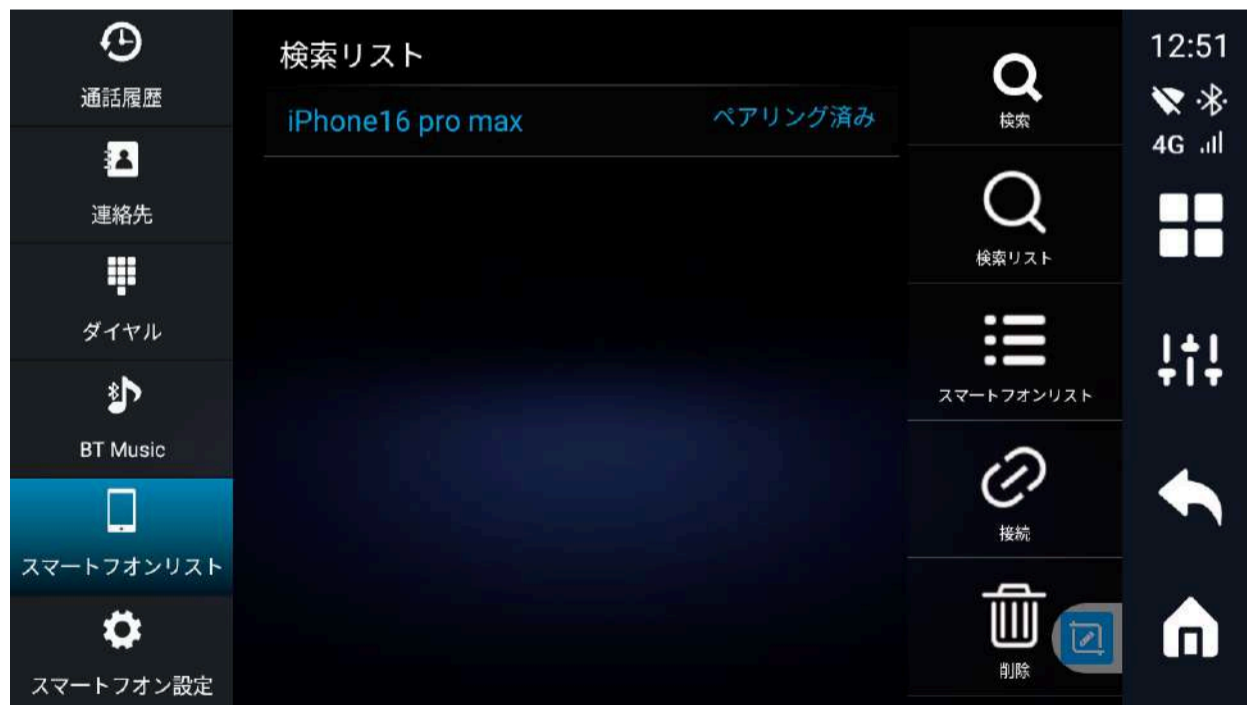 通話履歴
連絡先
ダイヤル
BT Music
スマートフオンリスト
スマートフオン設定
検索リスト
iPhone16 pro max ペアリング済み
検索
検索リスト
スマートフオンリスト
接続
削除
12:51
4G